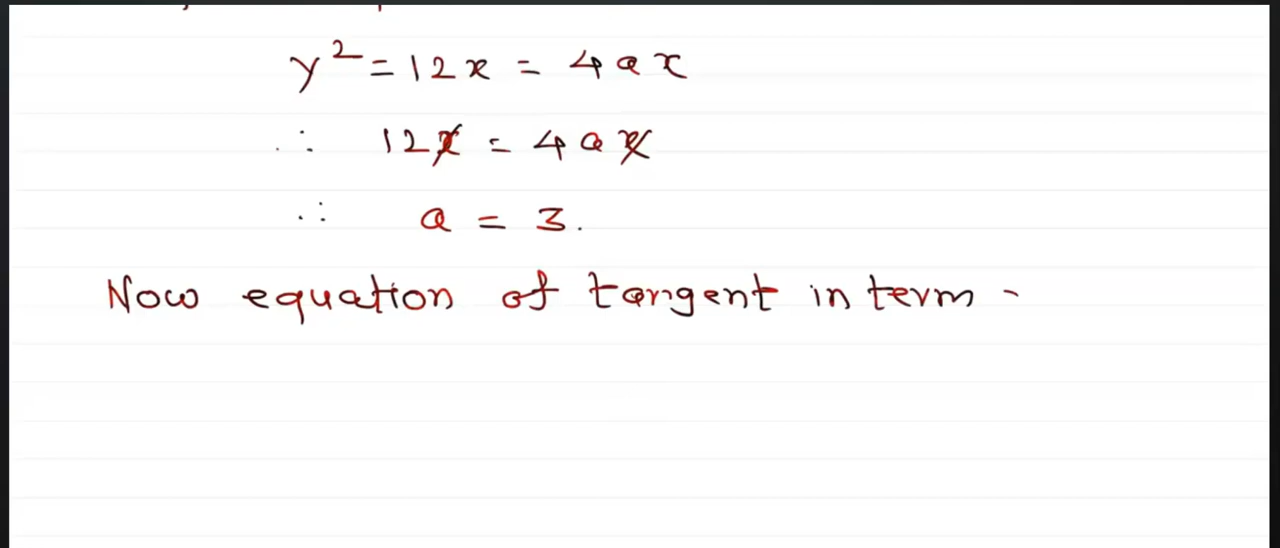 y² = 12x = 4ax
∴ 12x = 4ax
∴ a = 3.
Now equation of tangent in term